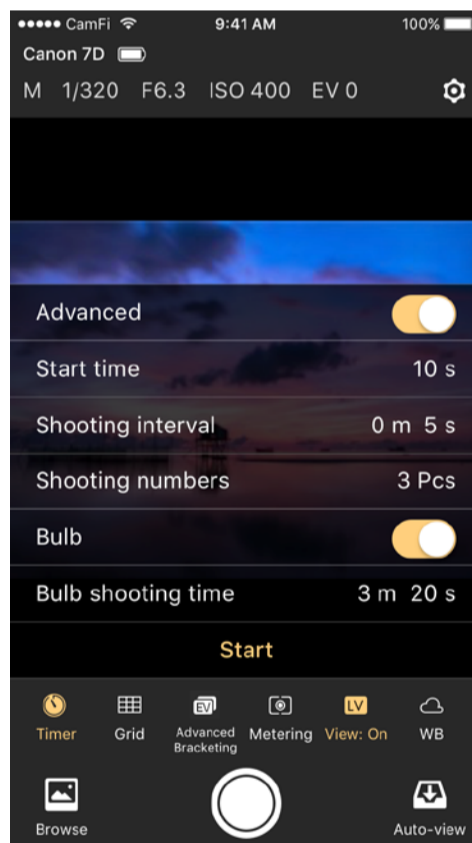 CamFi 9:41 AM 100%
Canon 7D
M 1/320 F6.3 ISO 400 EV 0
Advanced
Start time 10 s
Shooting interval 0 m 5 s
Shooting numbers 3 Pcs
Bulb
Bulb shooting time 3 m 20 s
Start
EV LV
Timer Grid Advanced Bracketing Metering View: On WB
Browse Auto-view